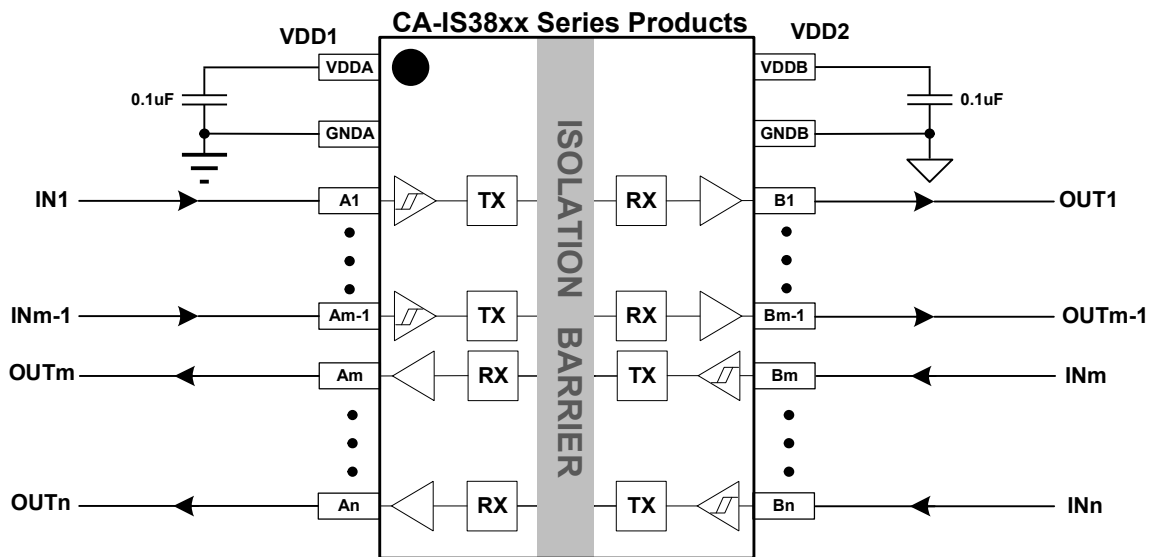 CA-IS38xx Series Products
VDD1
VDD2
VDDA
VDDB
0.1uF
0.1uF
GNDA
GNDB
ISOLATION BARRIER
IN1
A1
TX
RX
B1
OUT1
INm-1
Am-1
TX
RX
Bm-1
OUTm-1
OUTm
Am
RX
TX
Bm
INm
OUTn
An
RX
TX
Bn
INn